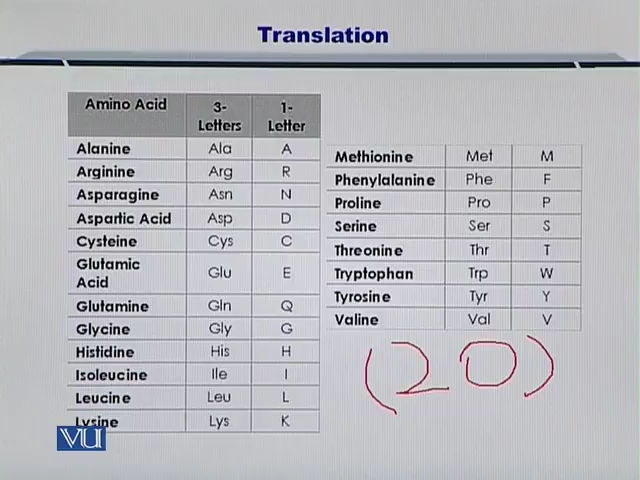 Translation
Amino Acid 3-Letters 1-Letter
Alanine Ala A
Arginine Arg R
Asparagine Asn N
Aspartic Acid Asp D
Cysteine Cys C
Glutamic Acid Glu E
Glutamine Gln Q
Glycine Gly G
Histidine His H
Isoleucine Ile I
Leucine Leu L
Lysine Lys K
Methionine Met M
Phenylalanine Phe F
Proline Pro P
Serine Ser S
Threonine Thr T
Tryptophan Trp W
Tyrosine Tyr Y
Valine Val V
(20)
VU